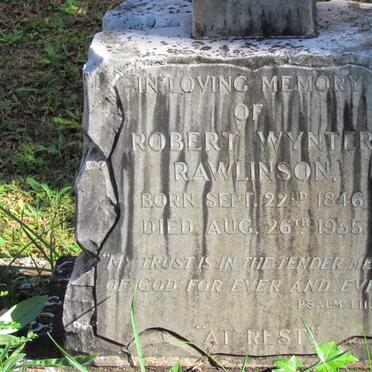 IN LOVING MEMORY
OF
ROBERT WYNTER
RAWLINSON.
BORN SEPT. 22ND 1846
DIED AUG. 26TH 1935.
"MY TRUST IS IN THE TENDER
OF GOD FOR EVER AND
PSALM
"AT REST"